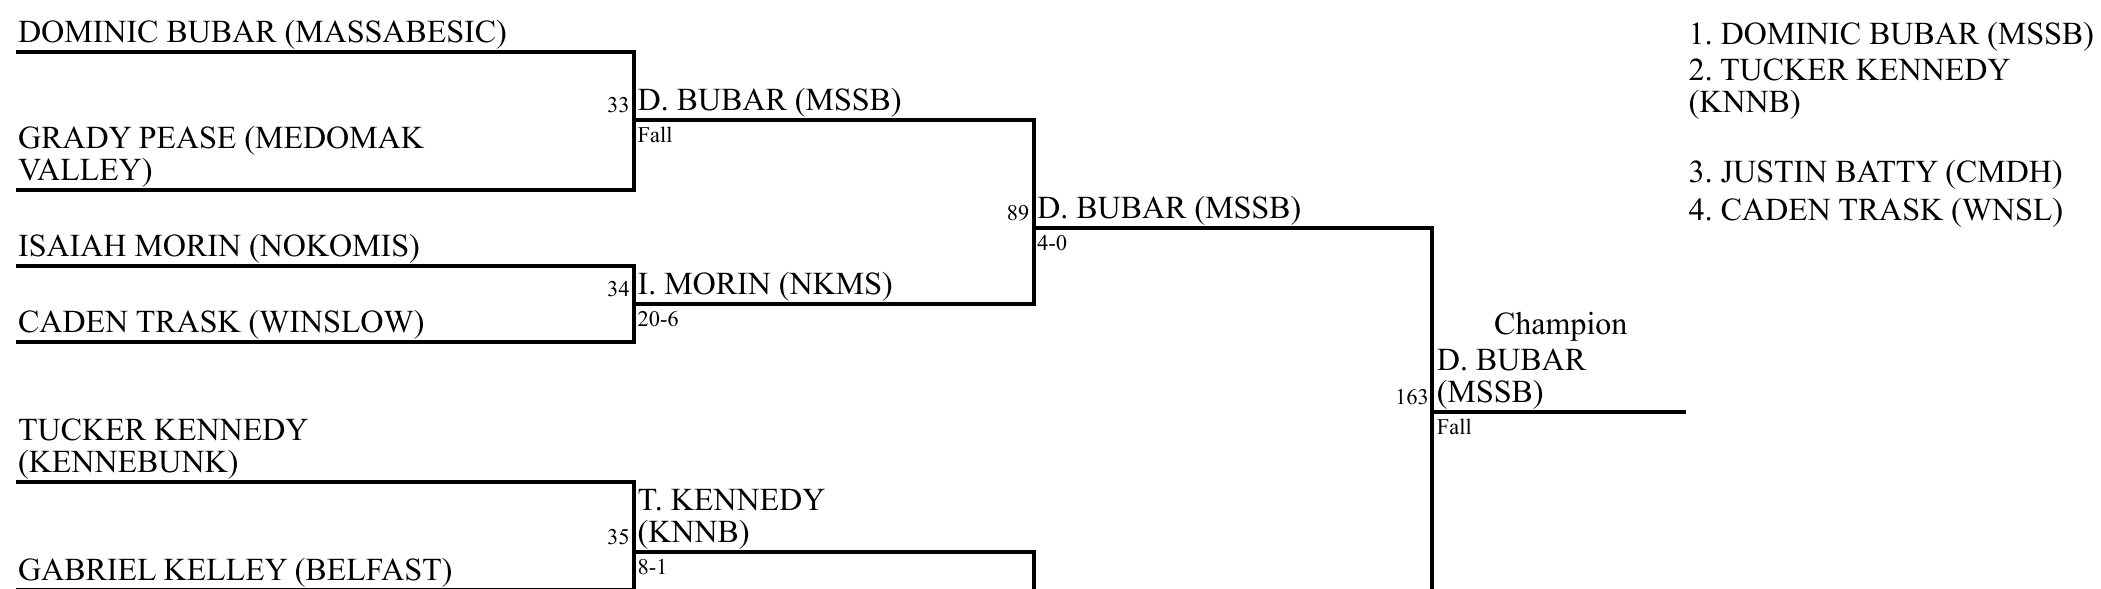 DOMINIC BUBAR (MASSABESIC)
33
D. BUBAR (MSSB)
Fall
GRADY PEASE (MEDOMAK
VALLEY)
ISAIAH MORIN (NOKOMIS)
34
I. MORIN (NKMS)
20-6
CADEN TRASK (WINSLOW)
89
D. BUBAR (MSSB)
4-0
TUCKER KENNEDY
(KENNEBUNK)
35
T. KENNEDY
(KNNB)
8-1
GABRIEL KELLEY (BELFAST)
Champion
163
D. BUBAR
(MSSB)
Fall
1. DOMINIC BUBAR (MSSB)
2. TUCKER KENNEDY
(KNNB)
3. JUSTIN BATTY (CMDH)
4. CADEN TRASK (WNSL)